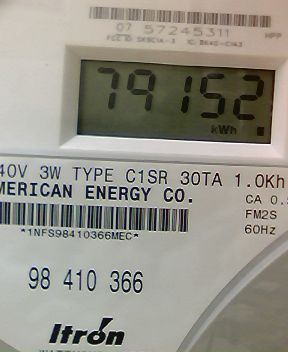 07 57245311
HPP
79152
kWh
40V 3W TYPE C1SR 30TA 1.0Kh
MERICAN ENERGY CO.
CA 0.5
FM2S
60Hz
*1NFS98410366MEC*
98 410 366
Itron